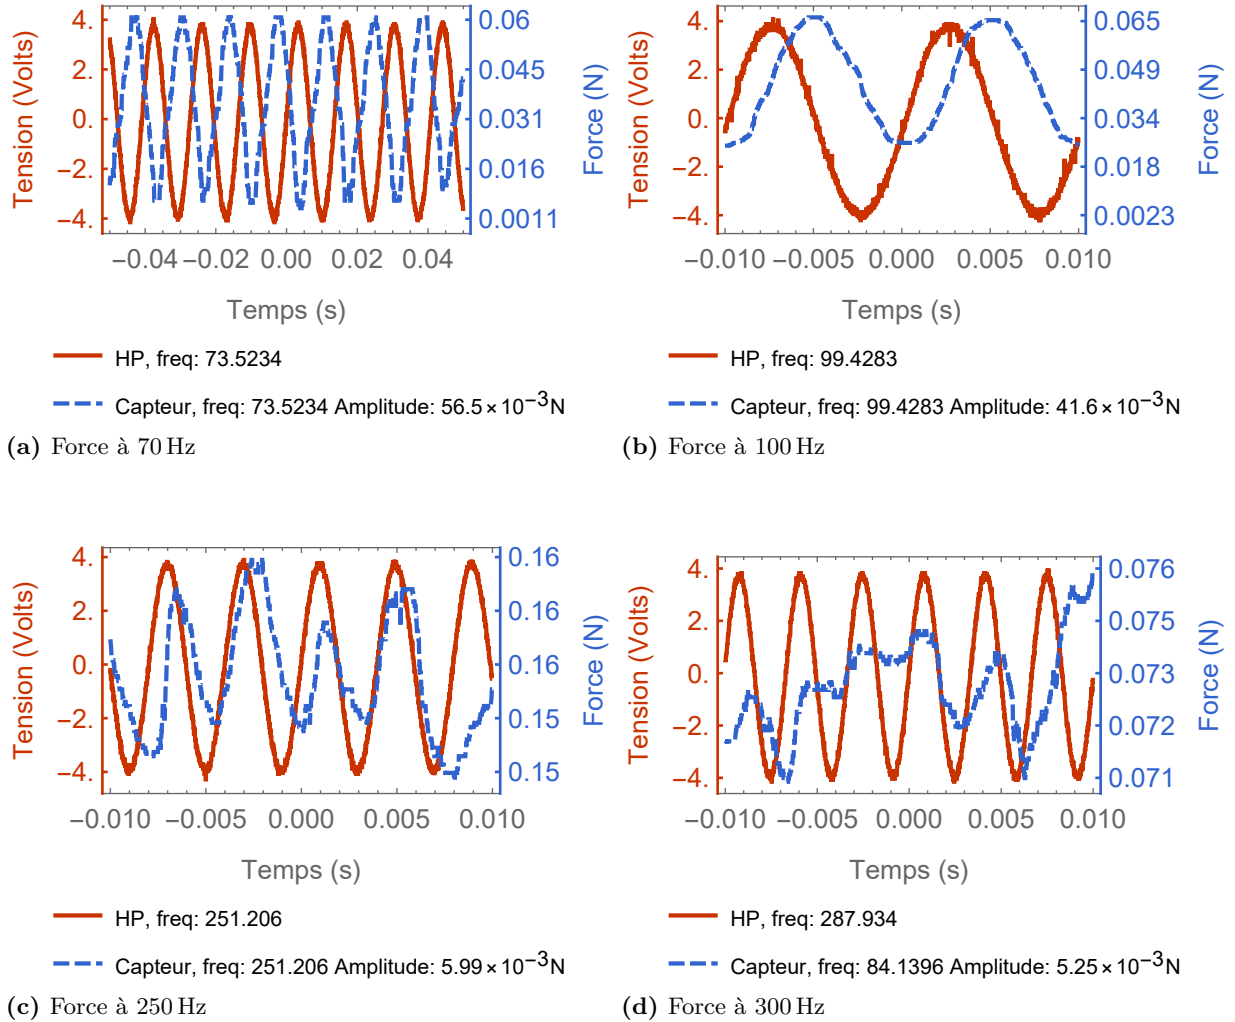 4.
2.
0.
−2.
−4.
Tension (Volts)
0.06
0.045
0.031
0.016
0.0011
Force (N)
−0.04 −0.02 0.00 0.02 0.04
Temps (s)
HP, freq: 73.5234
Capteur, freq: 73.5234 Amplitude: 56.5 × 10⁻³N
(a) Force à 70 Hz
4.
2.
0.
−2.
−4.
Tension (Volts)
0.065
0.049
0.034
0.018
0.0023
Force (N)
−0.010 −0.005 0.000 0.005 0.010
Temps (s)
HP, freq: 99.4283
Capteur, freq: 99.4283 Amplitude: 41.6 × 10⁻³N
(b) Force à 100 Hz
4.
2.
0.
−2.
−4.
Tension (Volts)
0.16
0.16
0.16
0.15
0.15
Force (N)
−0.010 −0.005 0.000 0.005 0.010
Temps (s)
HP, freq: 251.206
Capteur, freq: 251.206 Amplitude: 5.99 × 10⁻³N
(c) Force à 250 Hz
4.
2.
0.
−2.
−4.
Tension (Volts)
0.076
0.075
0.073
0.072
0.071
Force (N)
−0.010 −0.005 0.000 0.005 0.010
Temps (s)
HP, freq: 287.934
Capteur, freq: 84.1396 Amplitude: 5.25 × 10⁻³N
(d) Force à 300 Hz